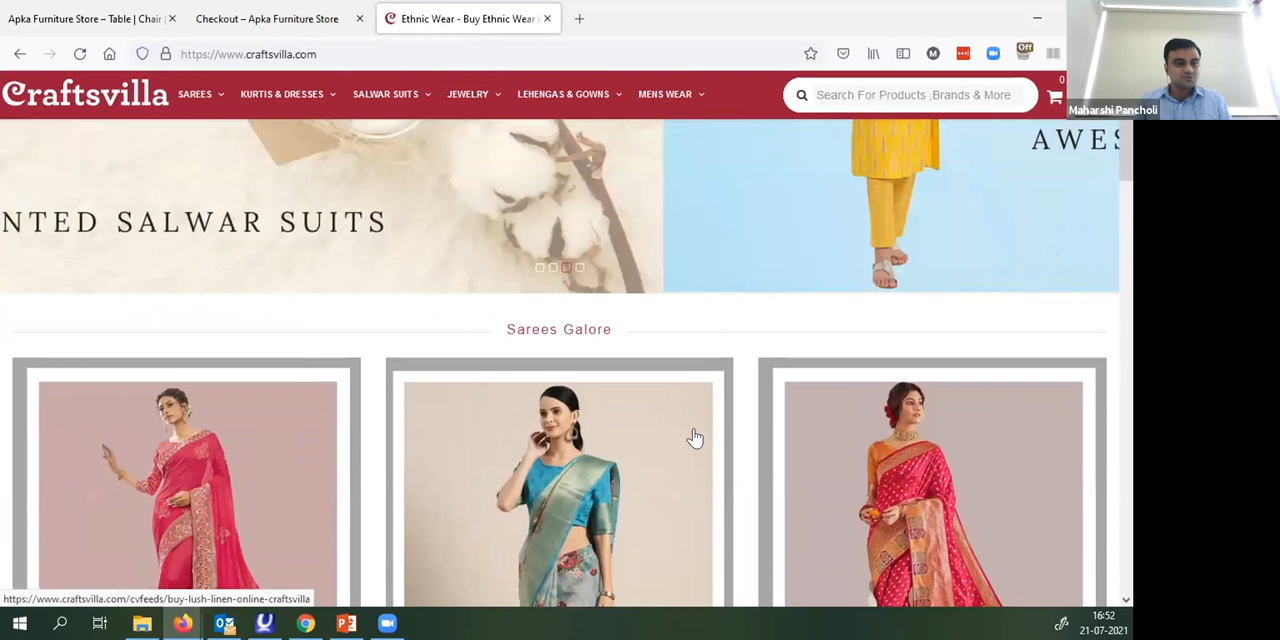 Apka Furniture Store – Table | Chair
Checkout – Apka Furniture Store
Ethnic Wear - Buy Ethnic Wear
https://www.craftsvilla.com
Off
M
Maharshi Pancholi
Craftsvilla
SAREES
KURTIS & DRESSES
SALWAR SUITS
JEWELRY
LEHENGAS & GOWNS
MENS WEAR
Search For Products ,Brands & More
0
AWES
NTED SALWAR SUITS
Sarees Galore
https://www.craftsvilla.com/cvfeeds/buy-lush-linen-online-craftsvilla
16:52
21-07-2021